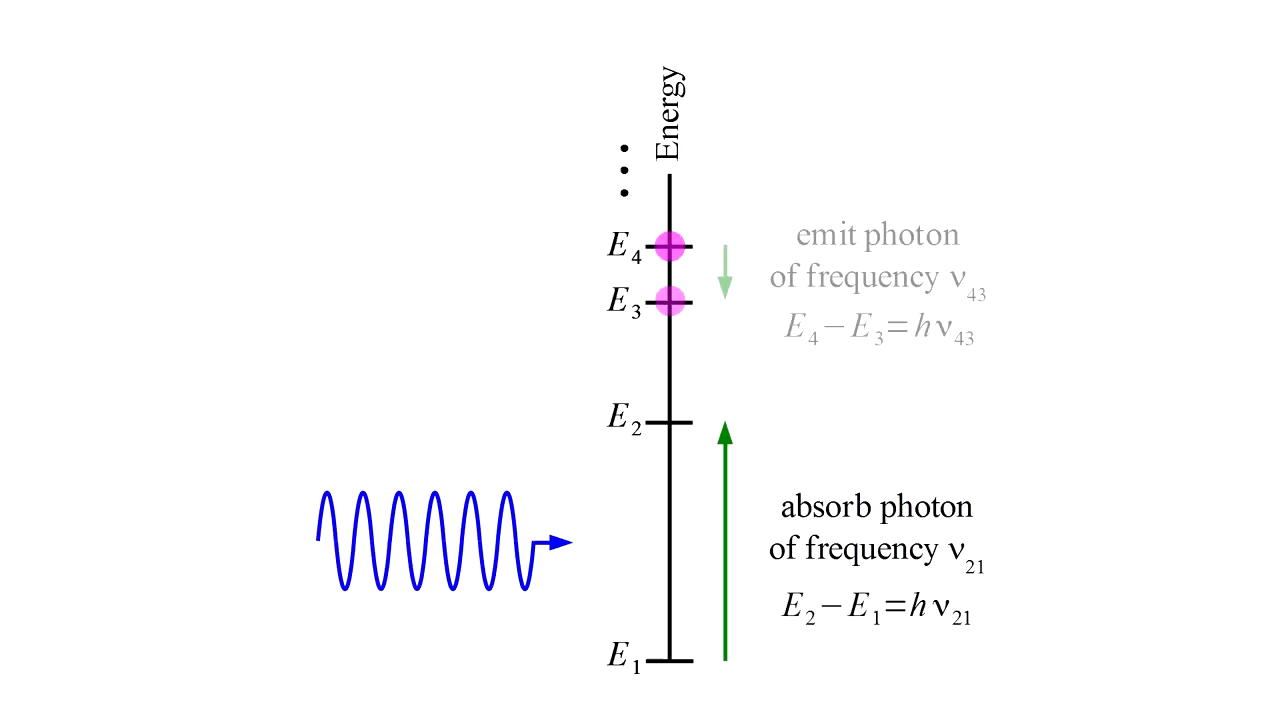 Energy
⋮
E₄
E₃
E₂
E₁
emit photon
of frequency ν₄₃
E₄−E₃=hν₄₃
absorb photon
of frequency ν₂₁
E₂−E₁=hν₂₁